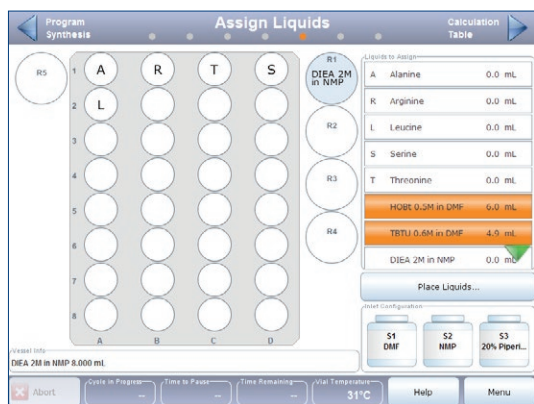 Program
Synthesis
Assign Liquids
Calculation
Table
R5
1 A R T S
2 L
3
4
5
6
7
8
A B C D
R1
DIEA 2M
in NMP
R2
R3
R4
Liquids to Assign
A Alanine 0.0 mL
R Arginine 0.0 mL
L Leucine 0.0 mL
S Serine 0.0 mL
T Threonine 0.0 mL
HOBt 0.5M in DMF 6.0 mL
TBTU 0.6M in DMF 4.9 mL
DIEA 2M in NMP 0.0 mL
Place Liquids...
Inlet Configuration
S1
DMF
S2
NMP
S3
20% Piperi...
Vessel Info
DIEA 2M in NMP 8.000 mL
Abort
Cycle in Progress
--
Time to Pause
--
Time Remaining
--
Vial Temperature
31°C
Help
Menu